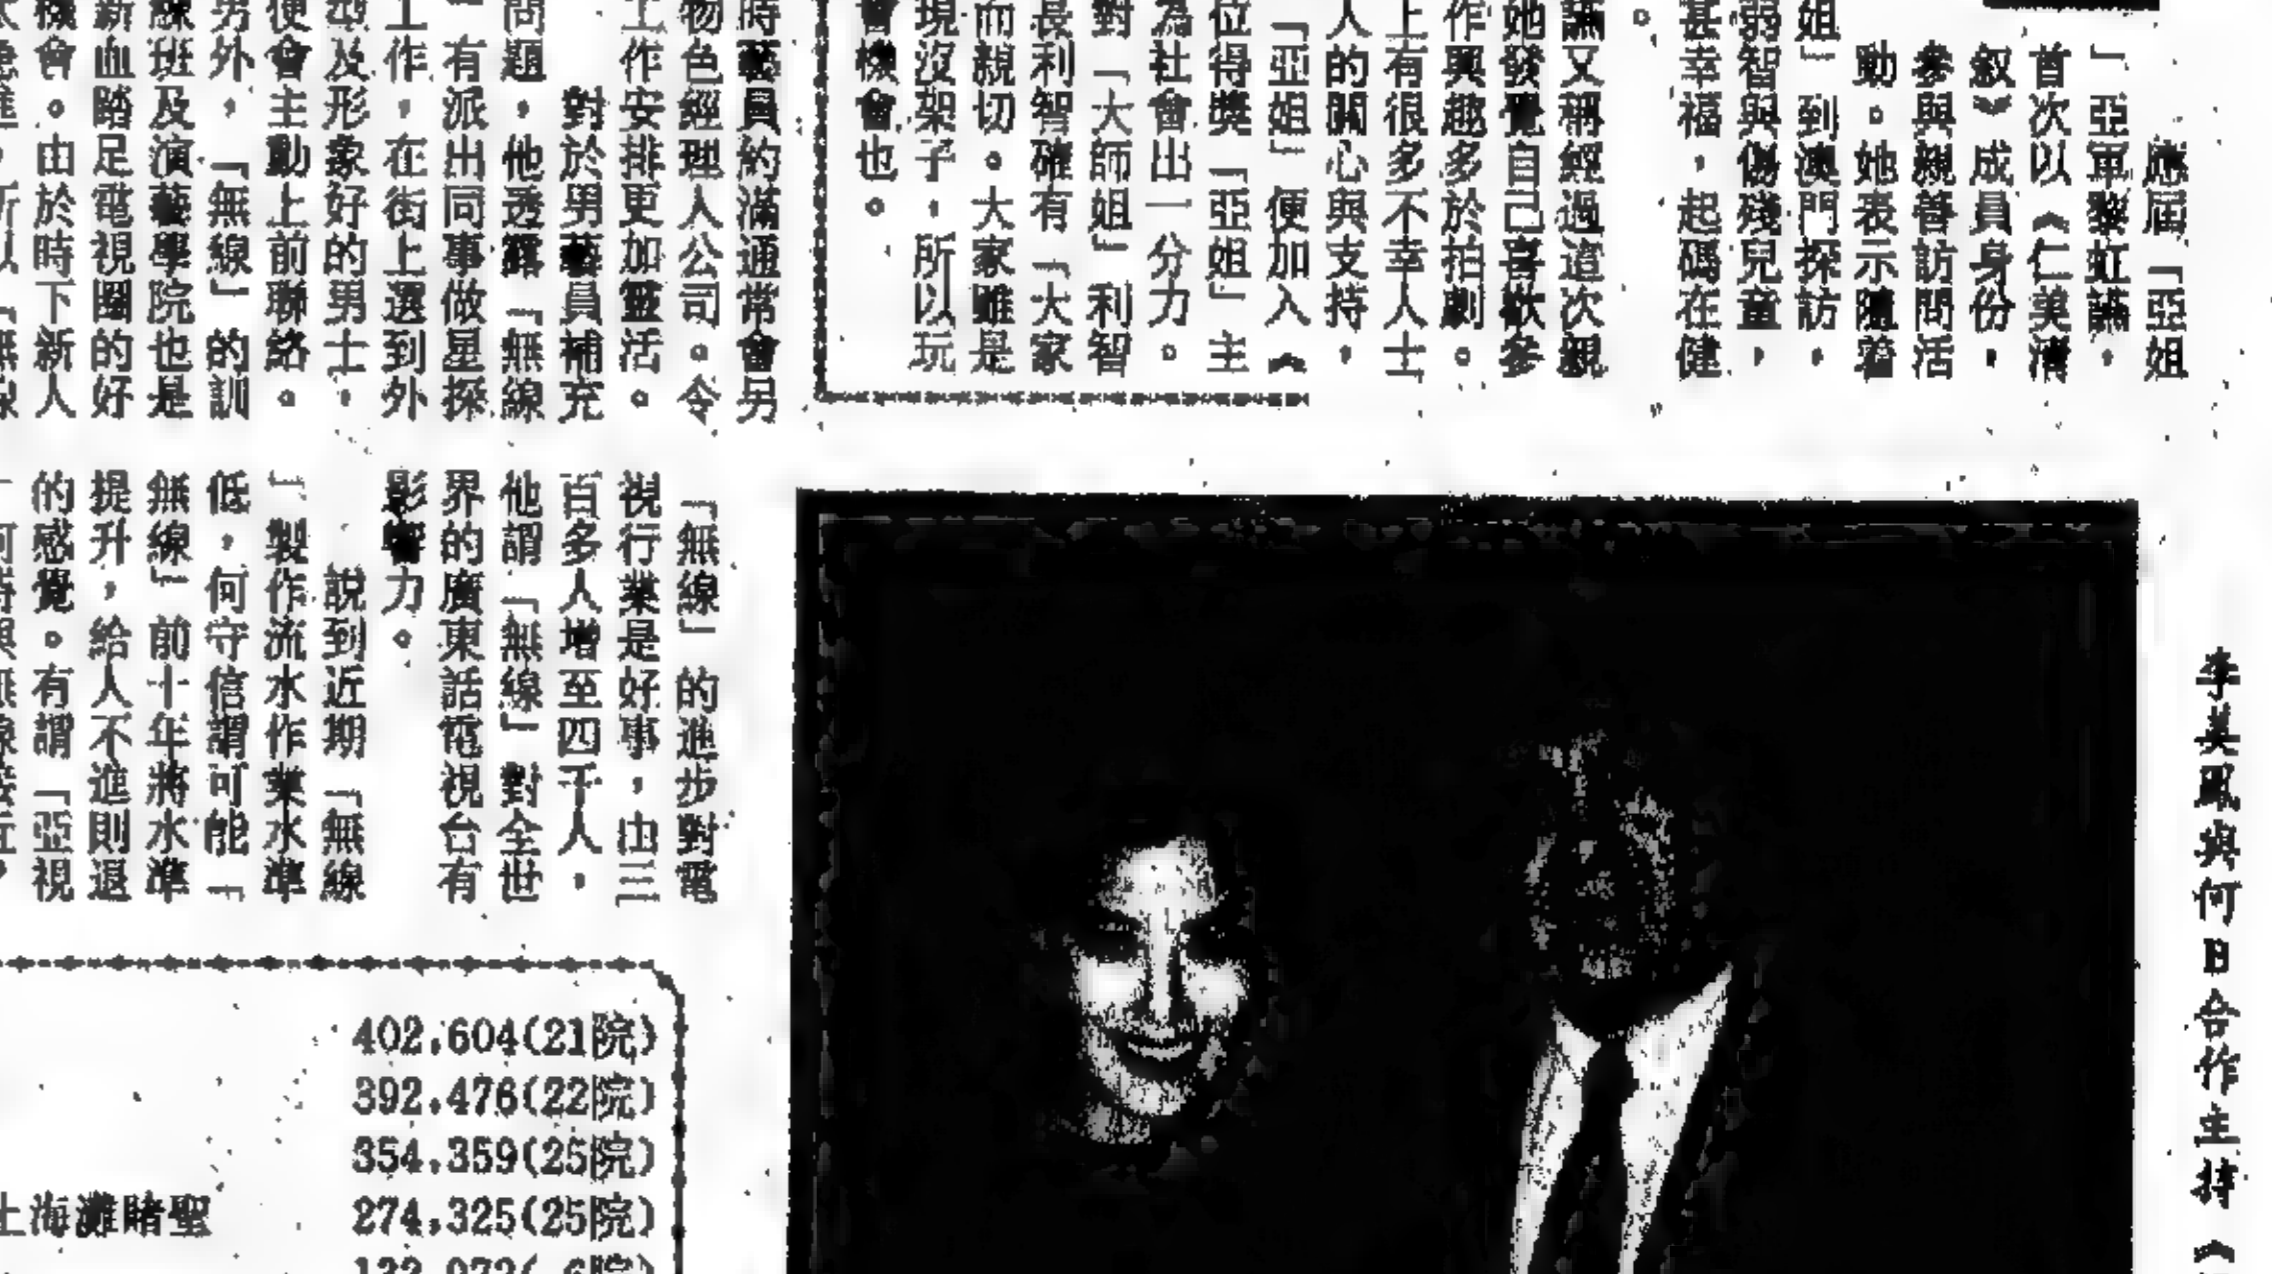 應屆「亞姐
」亞軍黎虹，
首次以《仁美清
叙》成員身份，
參與親善訪問活
動。她表示隨着
姐」到澳門探訪，
弱智與傷殘兒童，
甚幸福，起碼在健
。
又稱經過這次親
她發覺自己喜歡參
作興趣多於拍劇。
上有很多不幸人士
人的關心與支持，
「亞姐」便加入《
位得獎「亞姐」主
為社會出一分力。
對「大師姐」利智
長利智確有「大家
而親切。大家雖是
現沒架子，所以玩
會機會也。
時藝員約滿通常會另
物色經理人公司。令
工作安排更加靈活。
對於男藝員補充
問題，他透露「無線
」有派出同事做星探
工作，在街上選到外
型及形象好的男士，
便會主動上前聯絡。
另外，「無線」的訓
練班及演藝學院也是
新血踏足電視圈的好
機會。由於時下新人
進，所以「無線
「無線」的進步對電
視行業是好事，由三
百多人增至四千人，
他謂「無線」對全世
界的廣東話電視台有
影響力。
說到近期「無線
」製作流水作業水準
低，何守信謂可能「
無線」前十年將水準
提升，給人不進則退
的感覺。有謂「亞視
李美鳳與何日合作主持《
402,604(21院)
392,476(22院)
354,359(25院)
上海灘賭聖 274,325(25院)